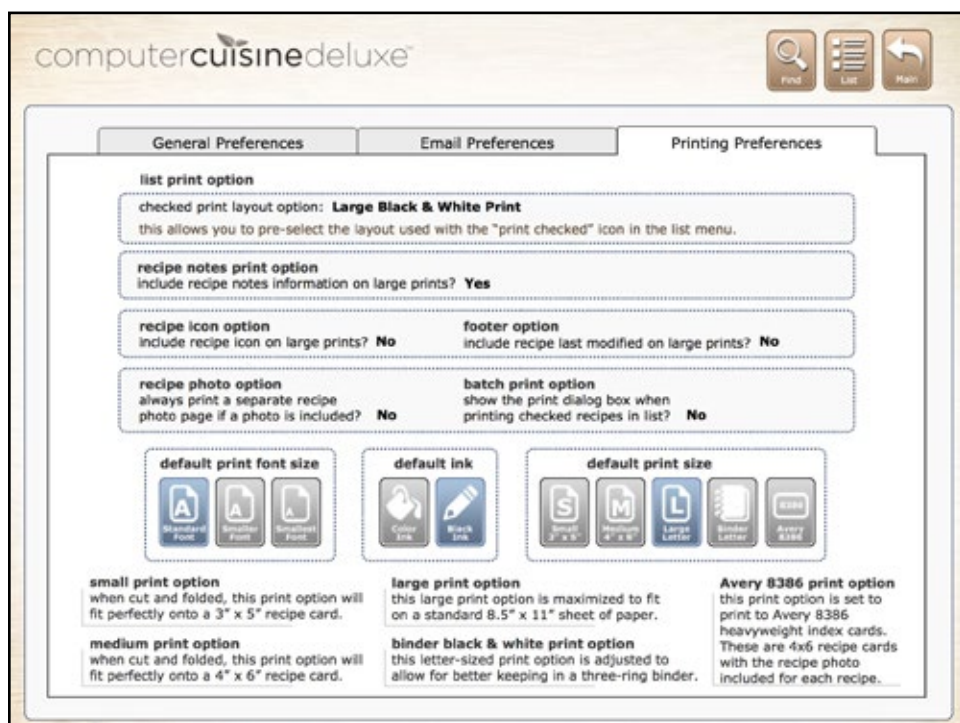 computercuisinedeluxe™
Find
List
Main
General Preferences
Email Preferences
Printing Preferences
list print option
checked print layout option: Large Black & White Print
this allows you to pre-select the layout used with the "print checked" icon in the list menu.
recipe notes print option
include recipe notes information on large prints? Yes
recipe icon option
include recipe icon on large prints? No
footer option
include recipe last modified on large prints? No
recipe photo option
always print a separate recipe
photo page if a photo is included? No
batch print option
show the print dialog box when
printing checked recipes in list? No
default print font size
A
Standard
Font
A
Smaller
Font
A
Smallest
Font
default ink
Color
Ink
Black
Ink
default print size
S
Small
3" x 5"
M
Medium
4" x 6"
L
Large
Letter
Binder
Letter
8386
Avery
8386
small print option
when cut and folded, this print option will
fit perfectly onto a 3" x 5" recipe card.
medium print option
when cut and folded, this print option will
fit perfectly onto a 4" x 6" recipe card.
large print option
this large print option is maximized to fit
on a standard 8.5" x 11" sheet of paper.
binder black & white print option
this letter-sized print option is adjusted to
allow for better keeping in a three-ring binder.
Avery 8386 print option
this print option is set to
print to Avery 8386
heavyweight index cards.
These are 4x6 recipe cards
with the recipe photo
included for each recipe.